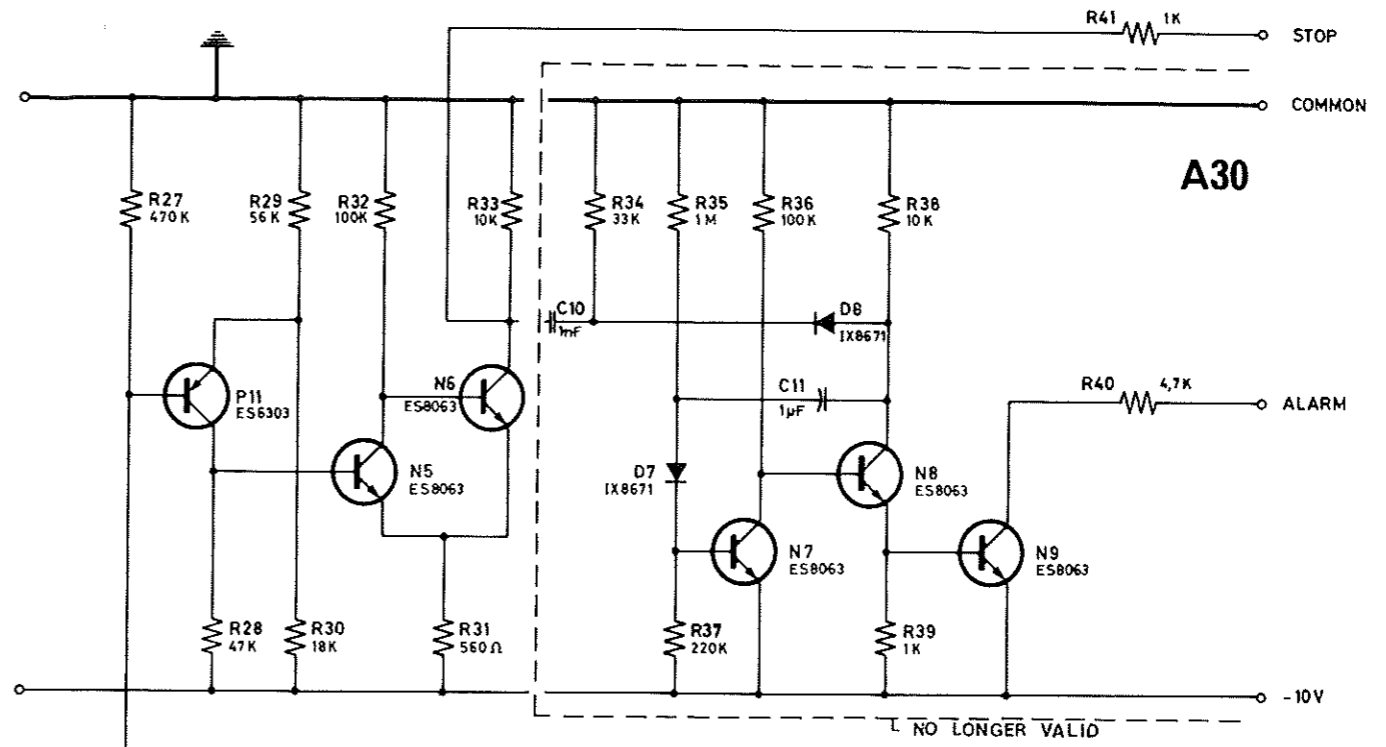 R41 1K
STOP
COMMON
A30
R27
470K
R29
56K
R32
100K
R33
10K
R34
33K
R35
1M
R36
100K
R38
10K
C10
1mF
D8
IX8671
P11
ES6303
N6
ES8063
C11
1µF
R40 4,7K
ALARM
N5
ES8063
D7
IX8671
N8
ES8063
N7
ES8063
N9
ES8063
R28
47K
R30
18K
R31
560Ω
R37
220K
R39
1K
-10V
NO LONGER VALID